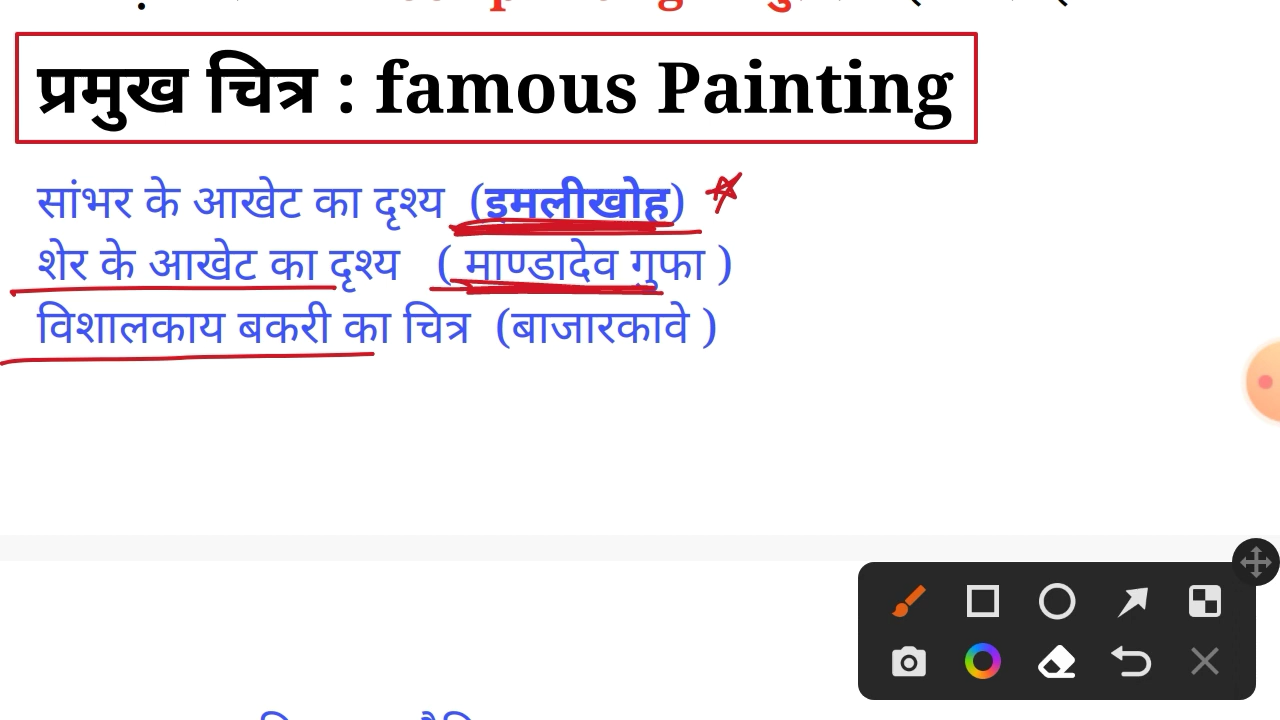 प्रमुख चित्र : famous Painting
सांभर के आखेट का दृश्य (इमलीखोह)
शेर के आखेट का दृश्य ( माण्डादेव गुफा )
विशालकाय बकरी का चित्र (बाजारकावे )